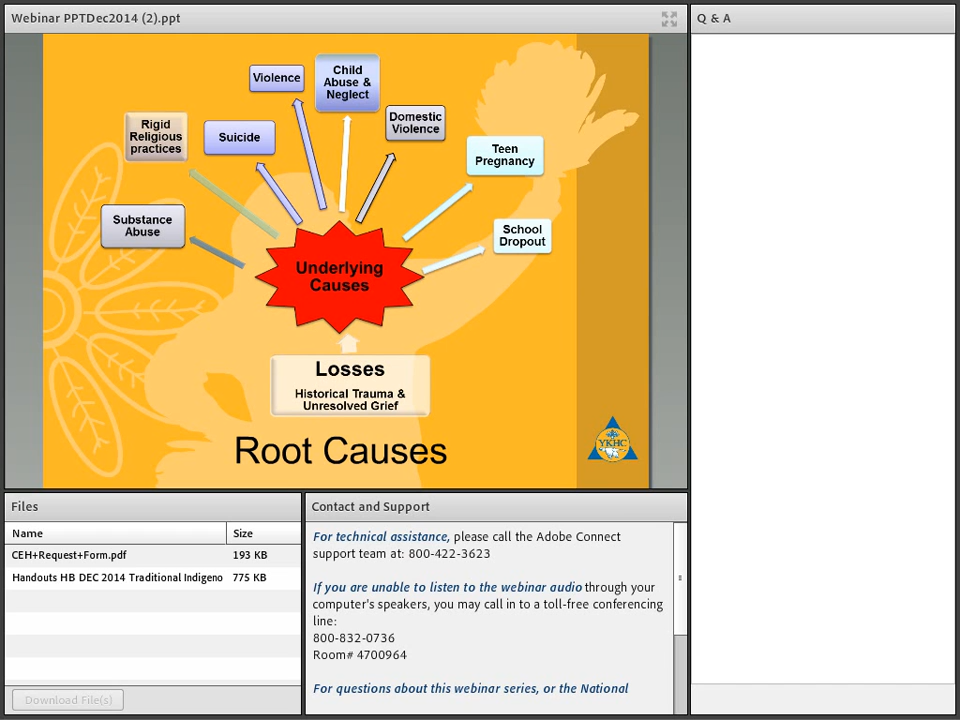 Webinar PPTDec2014 (2).ppt
Q & A
Violence
Child
Abuse &
Neglect
Domestic
Violence
Rigid
Religious
practices
Suicide
Teen
Pregnancy
Substance
Abuse
School
Dropout
Underlying
Causes
Losses
Historical Trauma &
Unresolved Grief
Root Causes
YKHC
Files
Name Size
CEH+Request+Form.pdf 193 KB
Handouts HB DEC 2014 Traditional Indigeno 775 KB
Download File(s)
Contact and Support
For technical assistance, please call the Adobe Connect
support team at: 800-422-3623
If you are unable to listen to the webinar audio through your
computer's speakers, you may call in to a toll-free conferencing
line:
800-832-0736
Room# 4700964
For questions about this webinar series, or the National